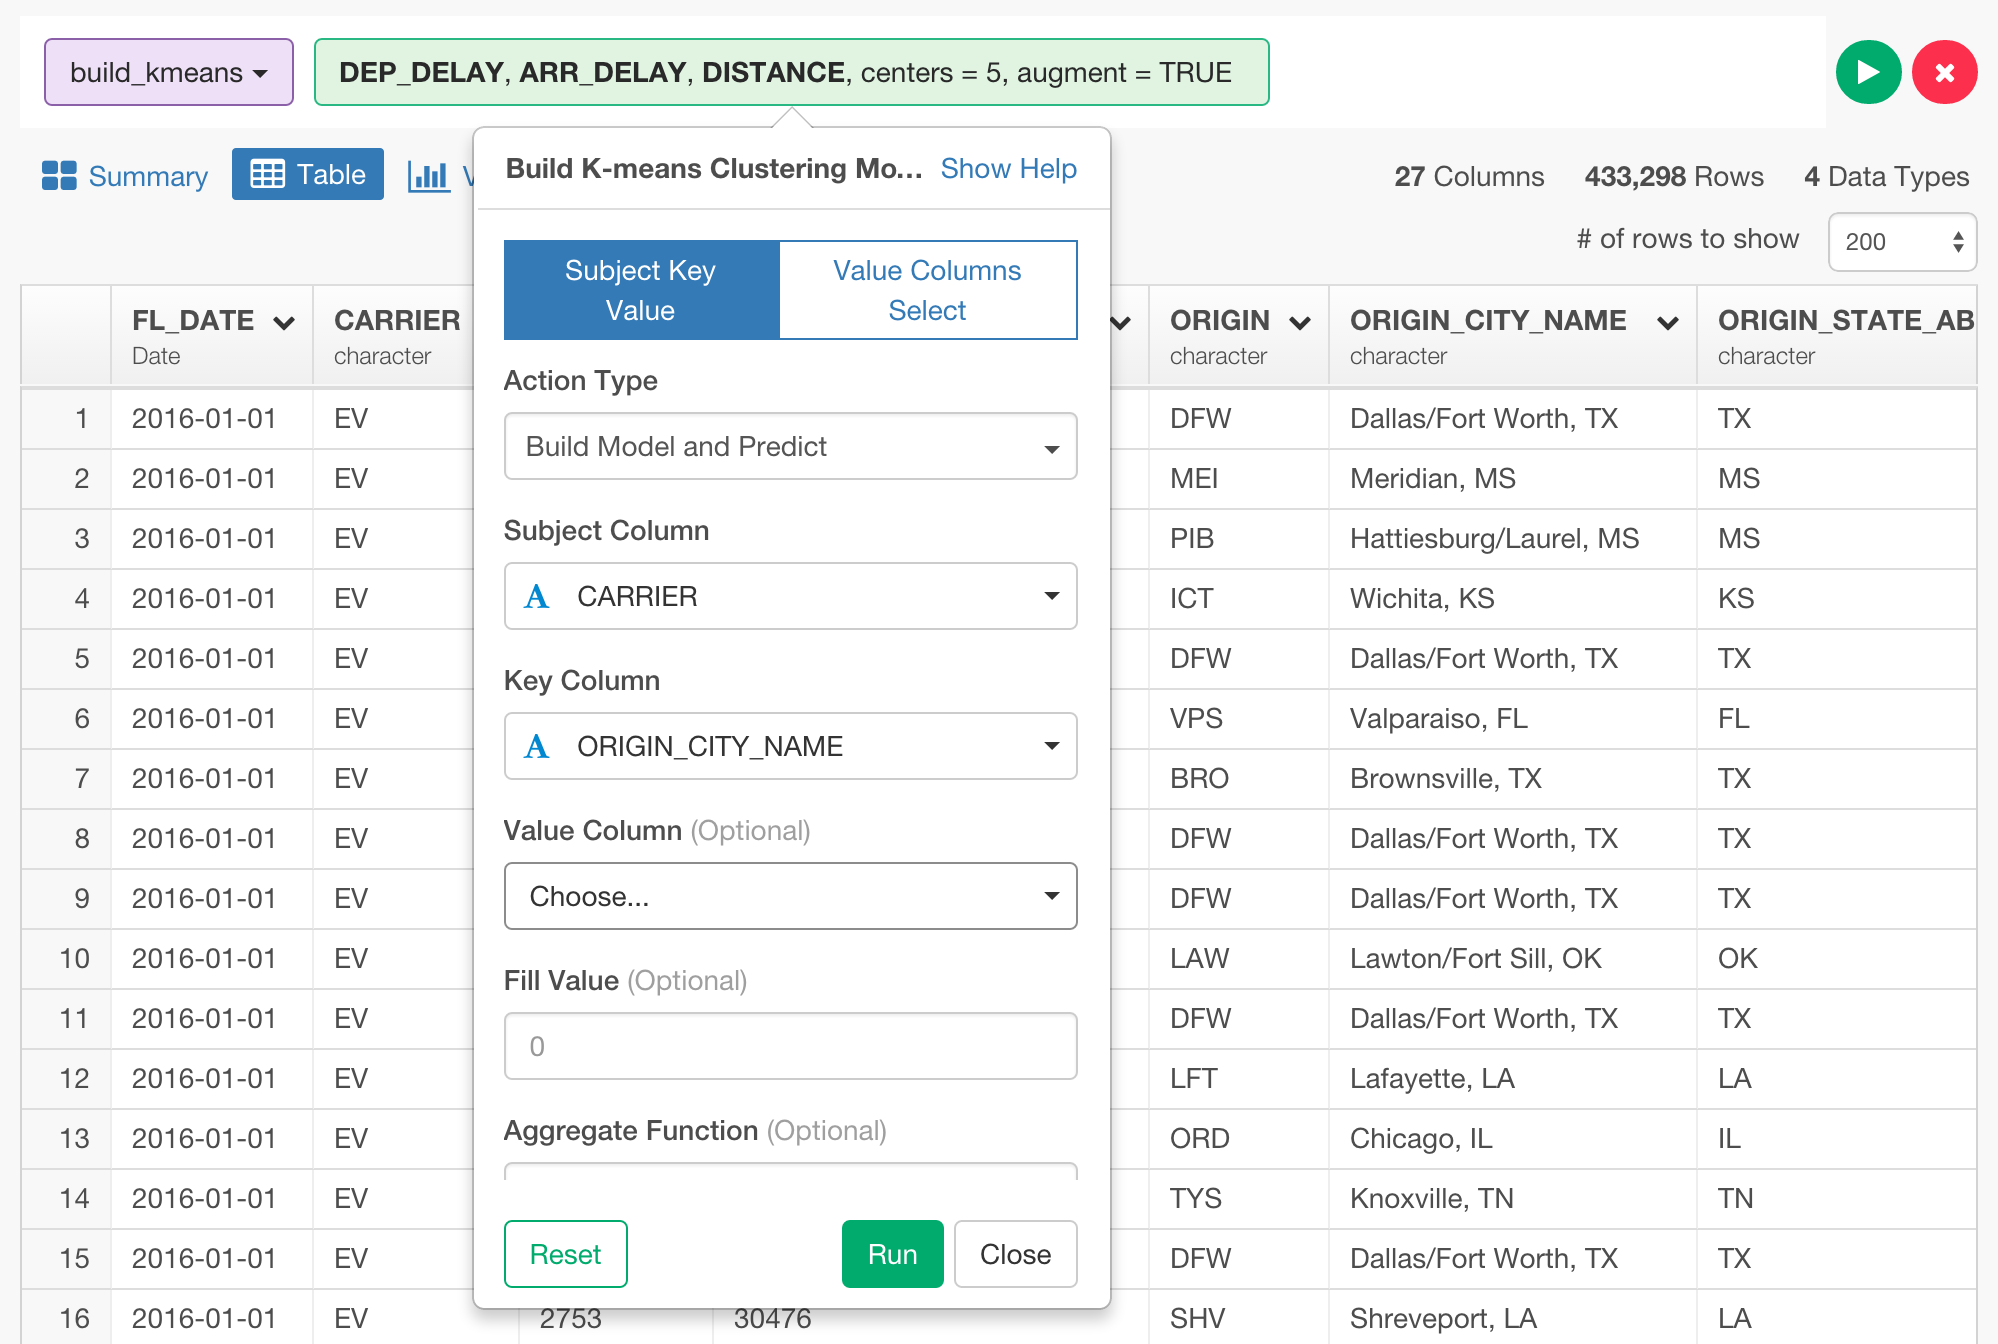 build_kmeans
DEP_DELAY, ARR_DELAY, DISTANCE, centers = 5, augment = TRUE
Summary
Table
V
27 Columns 433,298 Rows 4 Data Types
# of rows to show 200
Build K-means Clustering Mo... Show Help
Subject Key Value
Value Columns Select
Action Type
Build Model and Predict
Subject Column
A CARRIER
Key Column
A ORIGIN_CITY_NAME
Value Column (Optional)
Choose...
Fill Value (Optional)
0
Aggregate Function (Optional)
Reset Run Close
FL_DATE CARRIER ORIGIN ORIGIN_CITY_NAME ORIGIN_STATE_AB
Date character character character character
1 2016-01-01 EV DFW Dallas/Fort Worth, TX TX
2 2016-01-01 EV MEI Meridian, MS MS
3 2016-01-01 EV PIB Hattiesburg/Laurel, MS MS
4 2016-01-01 EV ICT Wichita, KS KS
5 2016-01-01 EV DFW Dallas/Fort Worth, TX TX
6 2016-01-01 EV VPS Valparaiso, FL FL
7 2016-01-01 EV BRO Brownsville, TX TX
8 2016-01-01 EV DFW Dallas/Fort Worth, TX TX
9 2016-01-01 EV DFW Dallas/Fort Worth, TX TX
10 2016-01-01 EV LAW Lawton/Fort Sill, OK OK
11 2016-01-01 EV DFW Dallas/Fort Worth, TX TX
12 2016-01-01 EV LFT Lafayette, LA LA
13 2016-01-01 EV ORD Chicago, IL IL
14 2016-01-01 EV TYS Knoxville, TN TN
15 2016-01-01 EV DFW Dallas/Fort Worth, TX TX
16 2016-01-01 EV 2753 30476 SHV Shreveport, LA LA